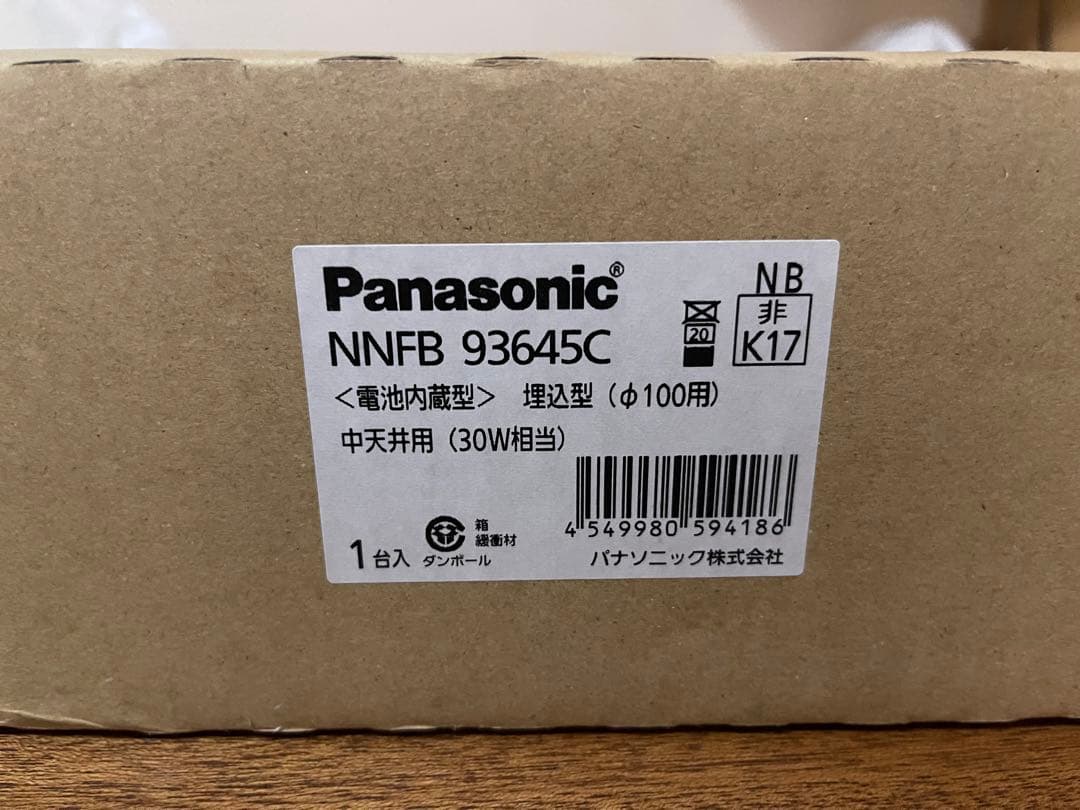 Panasonic®
NNFB 93645C
20
NB
非
K17
<電池内蔵型> 埋込型(φ100用)
中天井用(30W相当)
4 549980 594186
1台入
ダンボール
箱
緩衝材
パナソニック株式会社